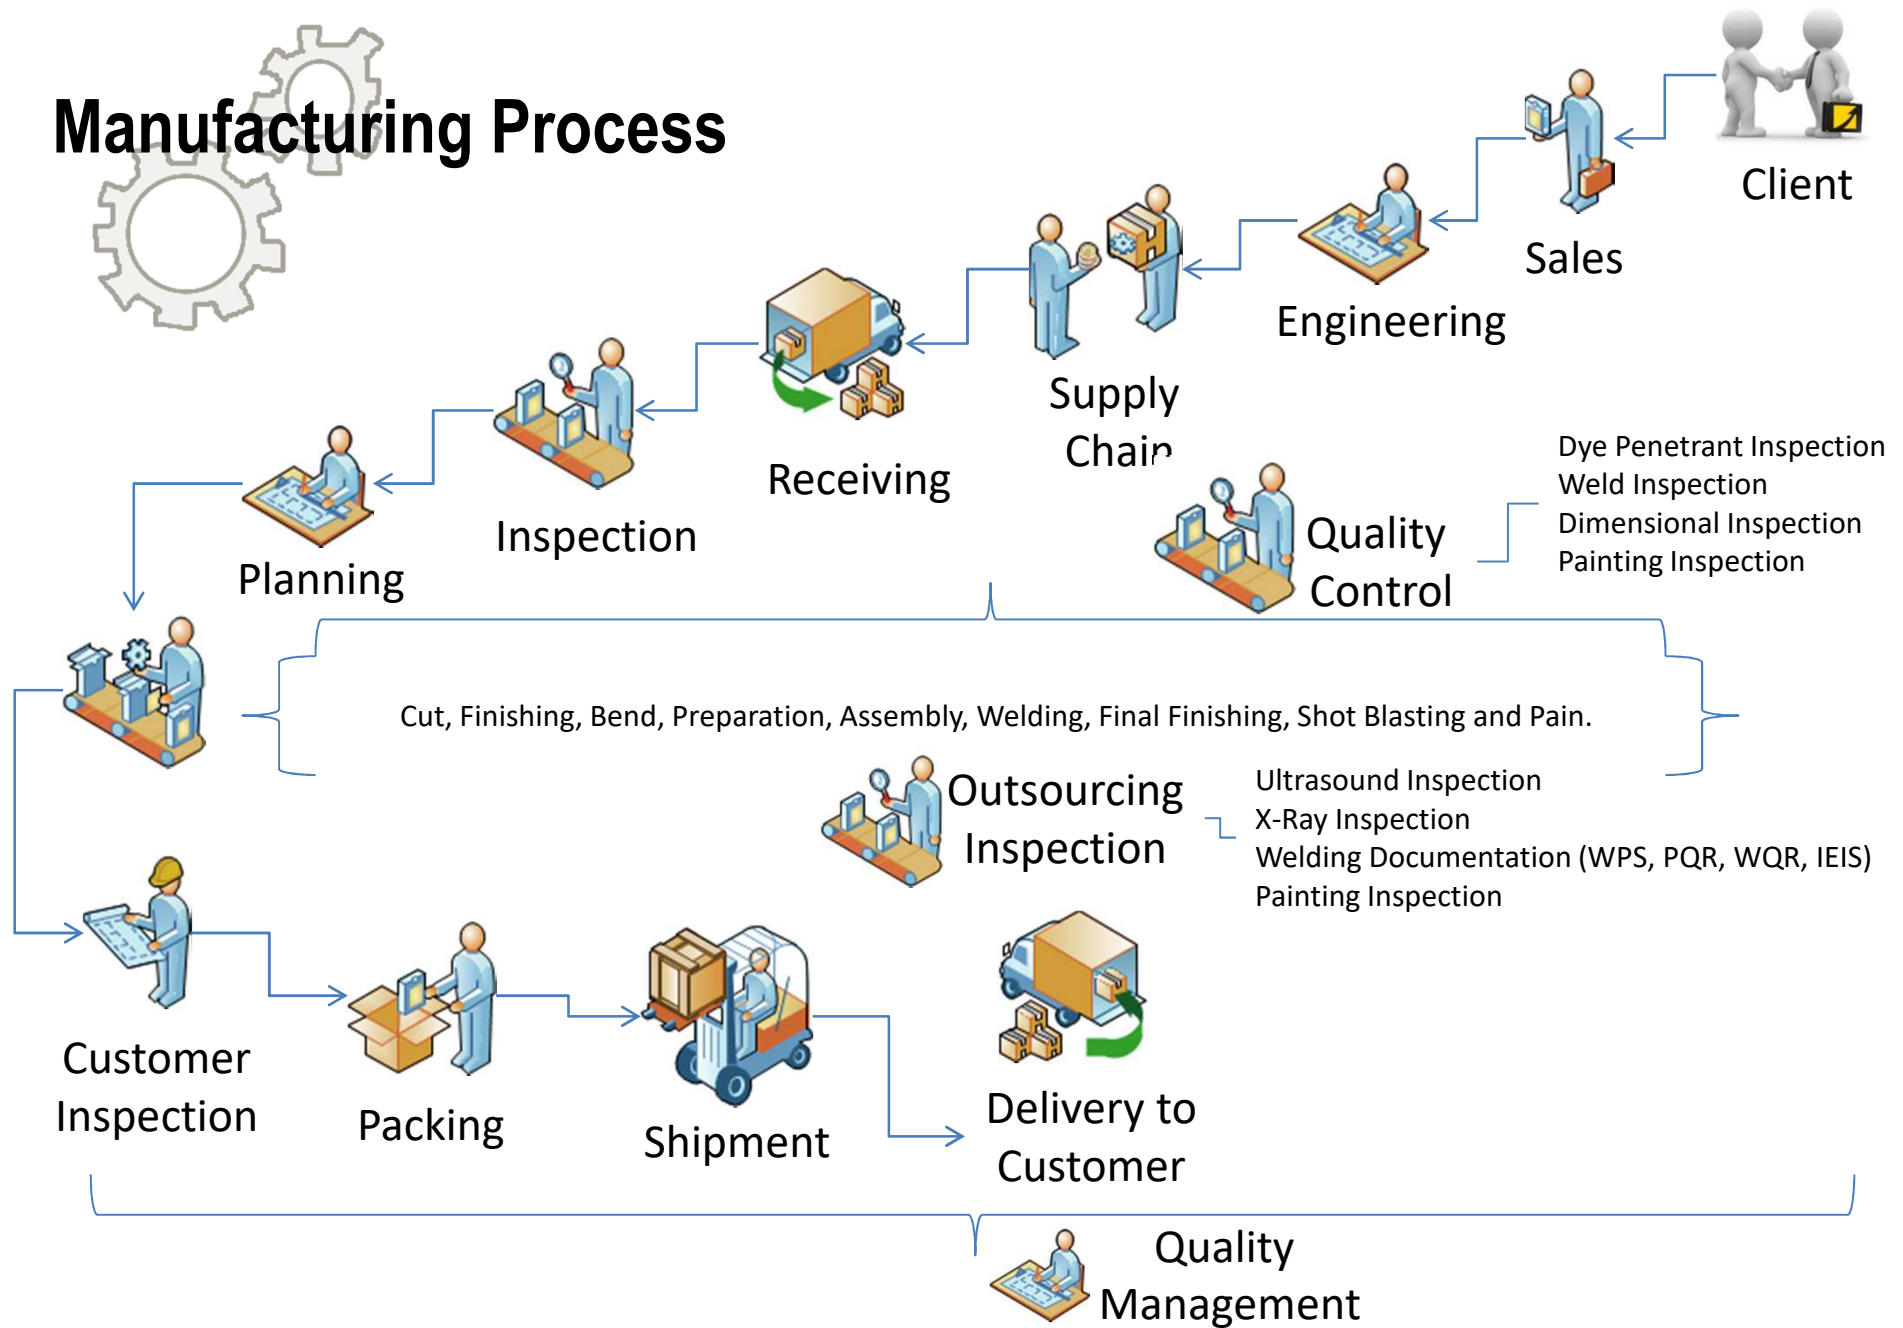 Manufacturing Process
Client
Sales
Engineering
Supply
Chain
Receiving
Inspection
Planning
Quality
Control
Dye Penetrant Inspection
Weld Inspection
Dimensional Inspection
Painting Inspection
Cut, Finishing, Bend, Preparation, Assembly, Welding, Final Finishing, Shot Blasting and Pain.
Outsourcing
Inspection
Ultrasound Inspection
X-Ray Inspection
Welding Documentation (WPS, PQR, WQR, IEIS)
Painting Inspection
Customer
Inspection
Packing
Shipment
Delivery to
Customer
Quality
Management